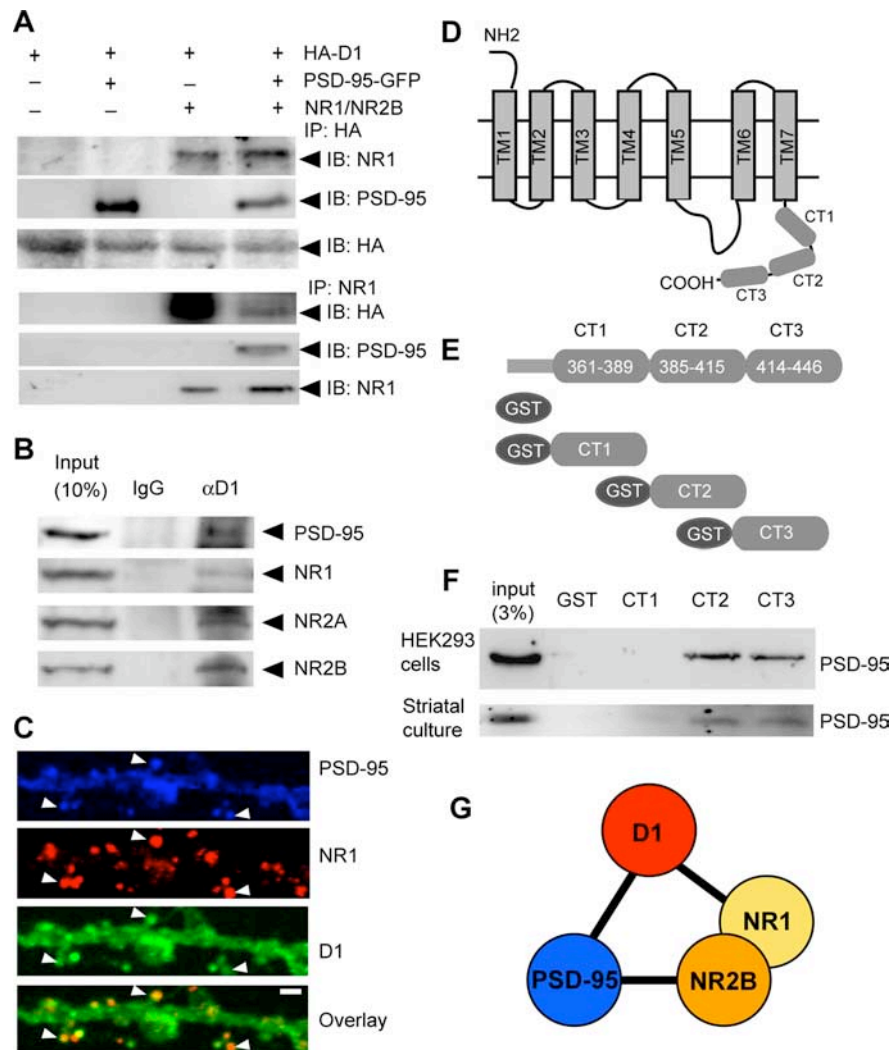 A
+ + + + HA-D1
– + – + PSD-95-GFP
– – + + NR1/NR2B
IP: HA
IB: NR1
IB: PSD-95
IB: HA
IP: NR1
IB: HA
IB: PSD-95
IB: NR1
B
Input (10%) IgG αD1
PSD-95
NR1
NR2A
NR2B
C
PSD-95
NR1
D1
Overlay
D
NH2
TM1 TM2 TM3 TM4 TM5 TM6 TM7
CT1
CT2
CT3
COOH
E
CT1 CT2 CT3
361-389 385-415 414-446
GST
GST CT1
GST CT2
GST CT3
F
input (3%) GST CT1 CT2 CT3
HEK293 cells PSD-95
Striatal culture PSD-95
G
D1
NR1
PSD-95 NR2B